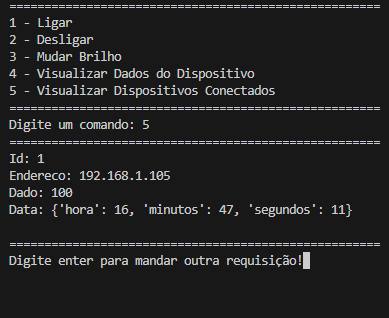 =====================================================
1 - Ligar
2 - Desligar
3 - Mudar Brilho
4 - Visualizar Dados do Dispositivo
5 - Visualizar Dispositivos Conectados
=====================================================
Digite um comando: 5
=====================================================
Id: 1
Endereco: 192.168.1.105
Dado: 100
Data: {'hora': 16, 'minutos': 47, 'segundos': 11}
=====================================================
Digite enter para mandar outra requisição!